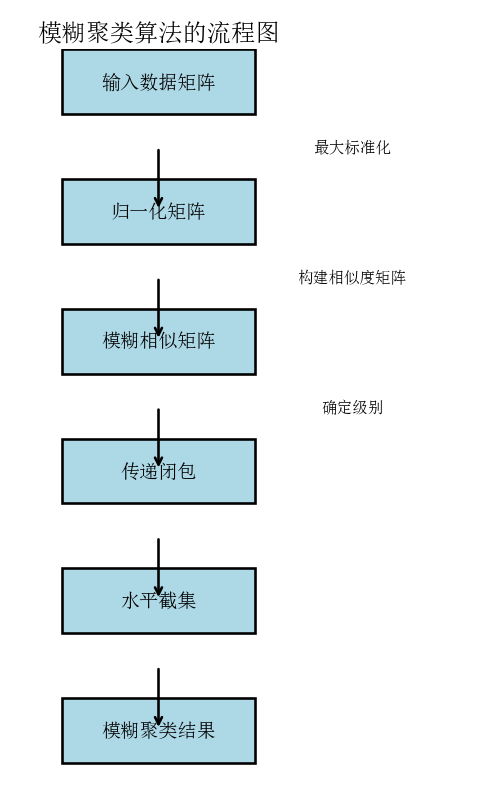 模糊聚类算法的流程图
输入数据矩阵
最大标准化
归一化矩阵
构建相似度矩阵
模糊相似矩阵
确定级别
传递闭包
水平截集
模糊聚类结果